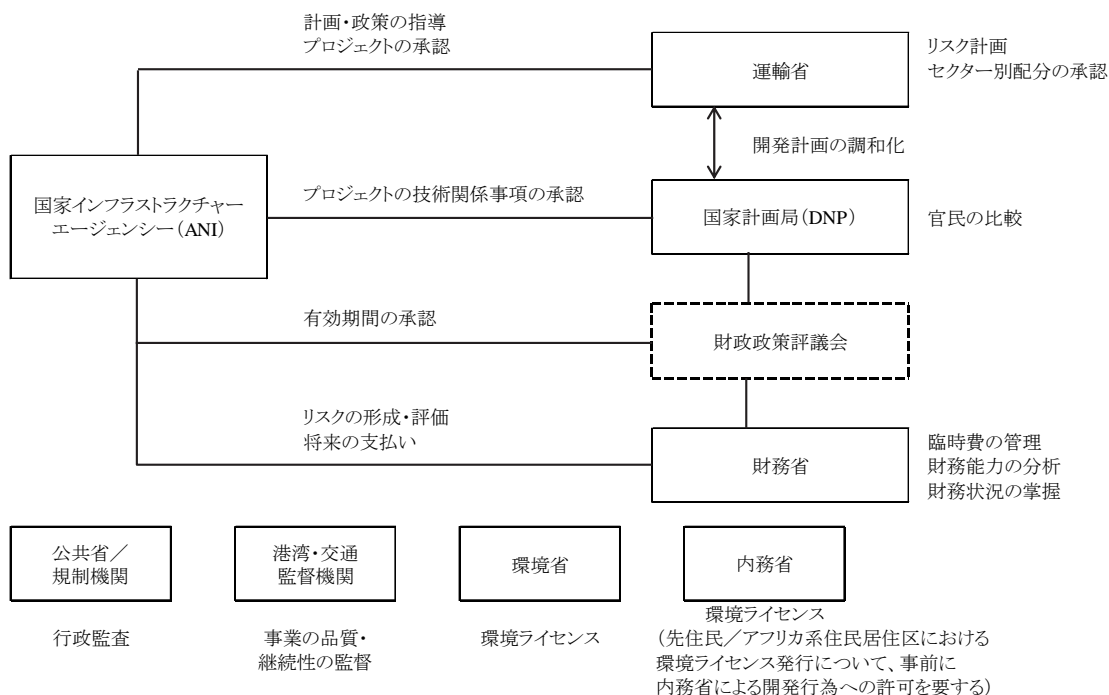 計画・政策の指導
プロジェクトの承認
運輸省
リスク計画
セクター別配分の承認
開発計画の調和化
国家インフラストラクチャー
エージェンシー(ANI)
プロジェクトの技術関係事項の承認
国家計画局(DNP)
官民の比較
有効期間の承認
財政政策評議会
リスクの形成・評価
将来の支払い
財務省
臨時費の管理
財務能力の分析
財務状況の掌握
公共省／
規制機関
行政監査
港湾・交通
監督機関
事業の品質・
継続性の監督
環境省
環境ライセンス
内務省
環境ライセンス
(先住民／アフリカ系住民居住区における
環境ライセンス発行について、事前に
内務省による開発行為への許可を要する)